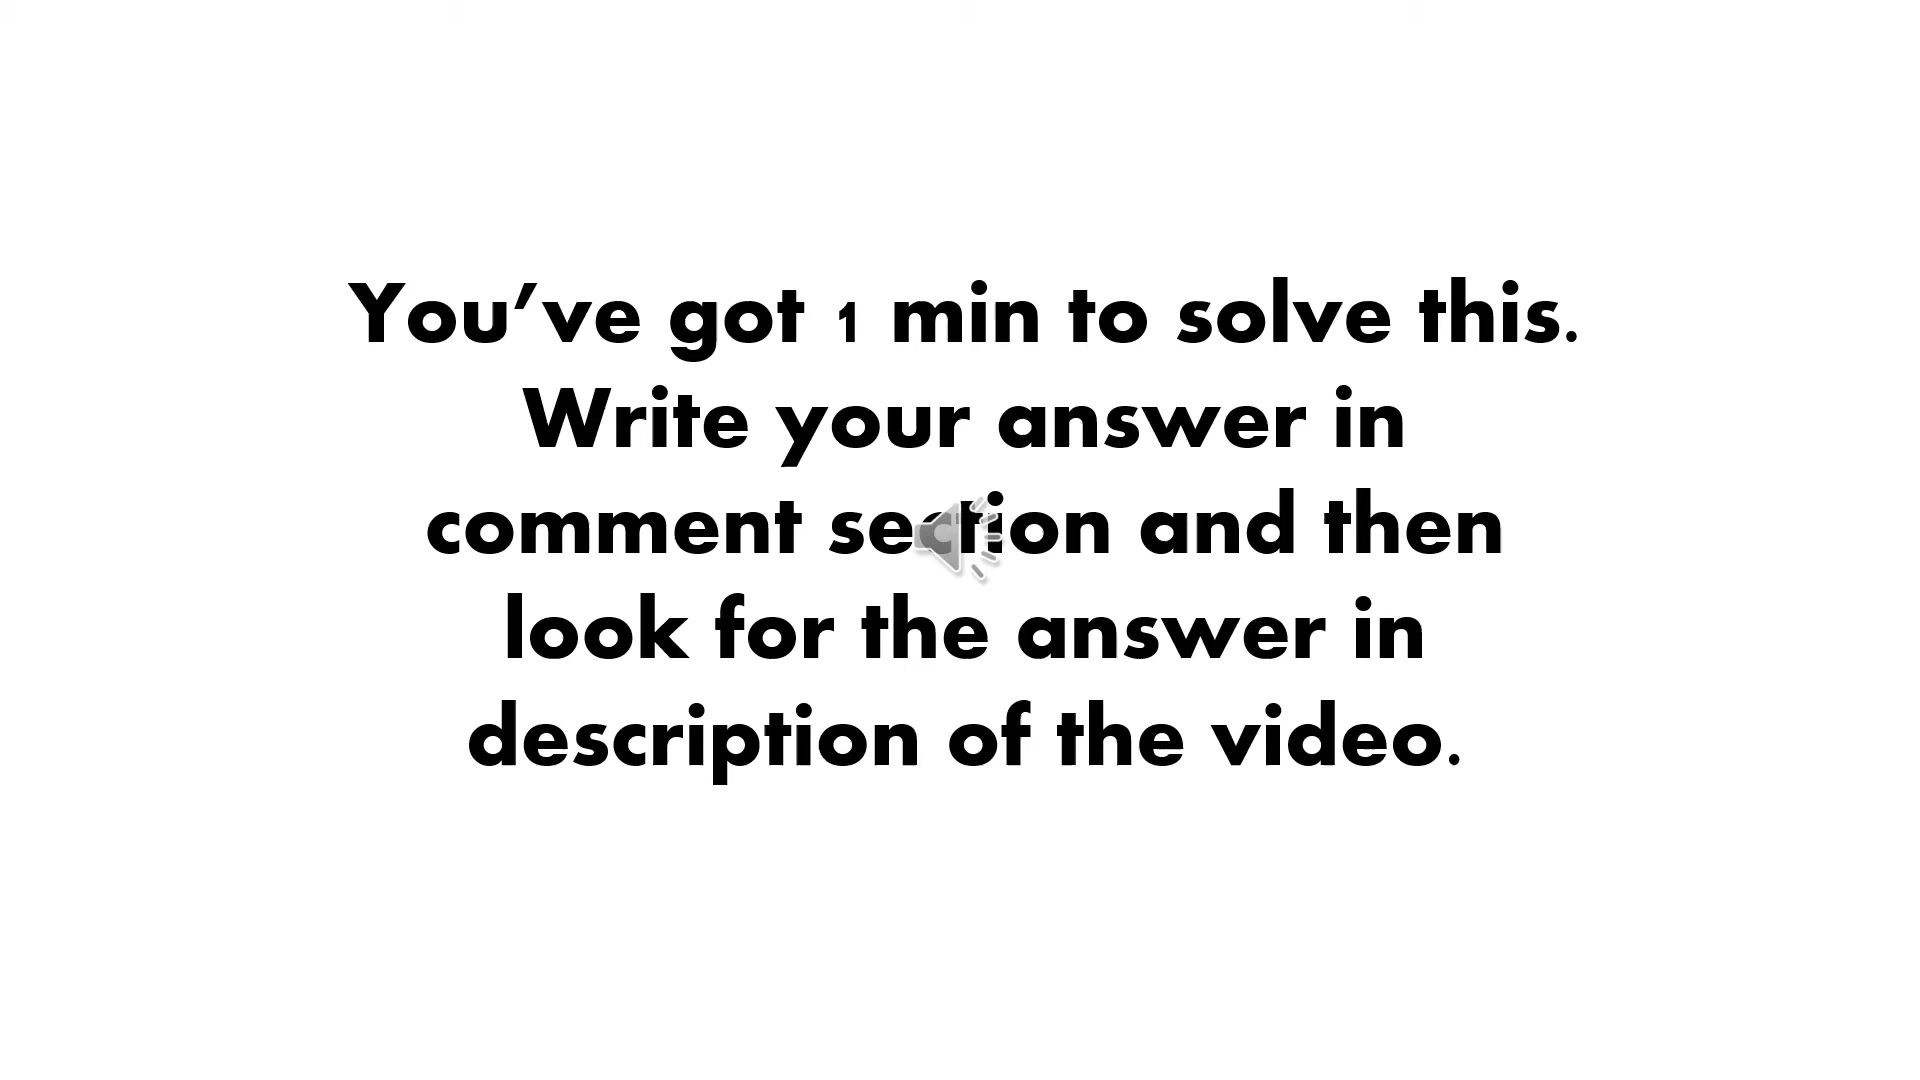 You’ve got 1 min to solve this.
Write your answer in
comment section and then
look for the answer in
description of the video.